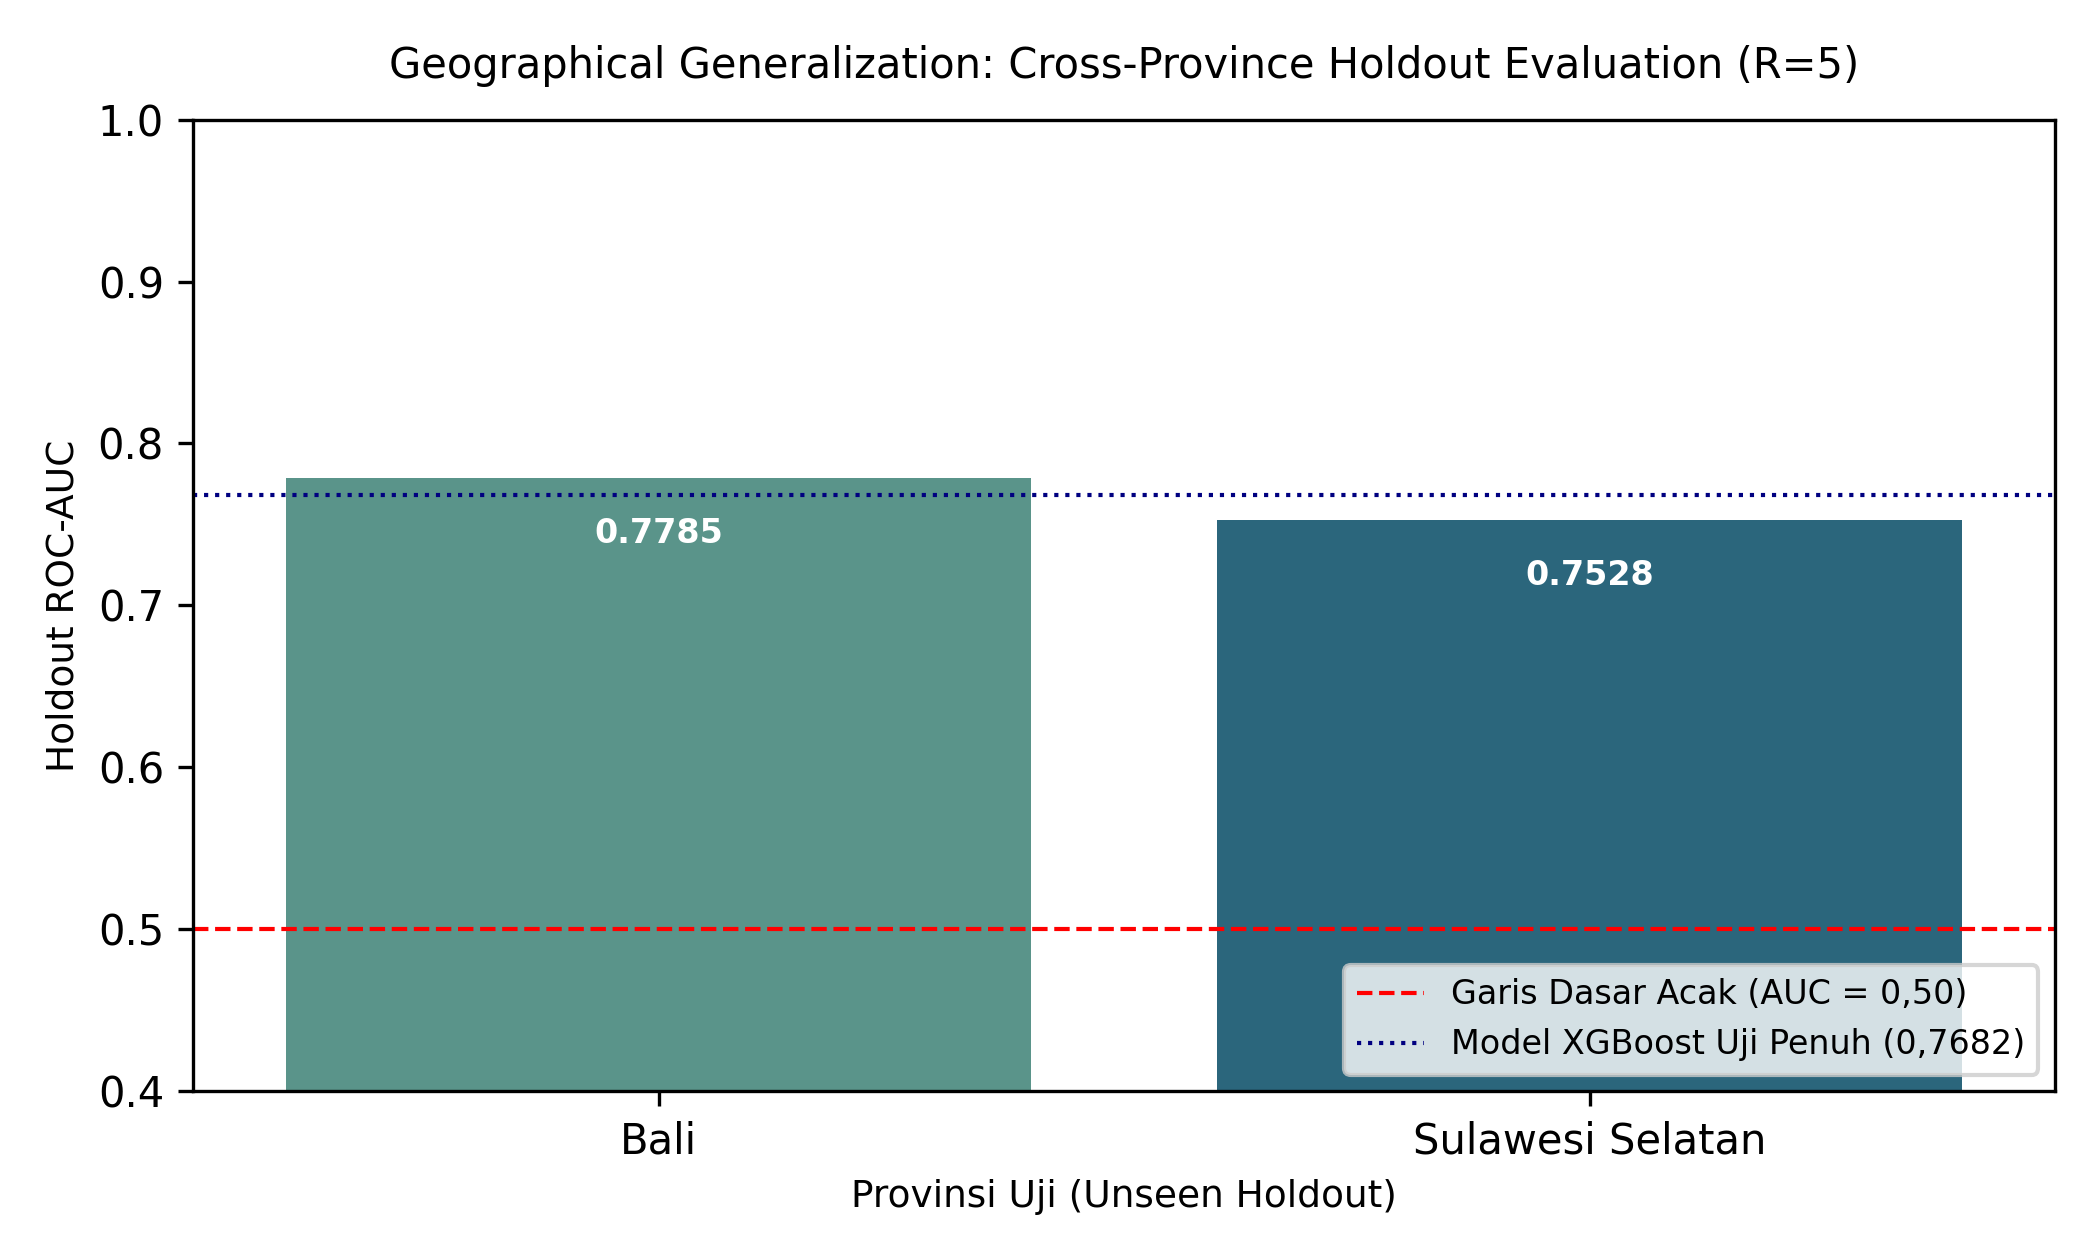 Geographical Generalization: Cross-Province Holdout Evaluation (R=5)
Holdout ROC-AUC
1.0
0.9
0.8
0.7
0.6
0.5
0.4
0.7785
0.7528
Garis Dasar Acak (AUC = 0,50)
Model XGBoost Uji Penuh (0,7682)
Bali
Sulawesi Selatan
Provinsi Uji (Unseen Holdout)